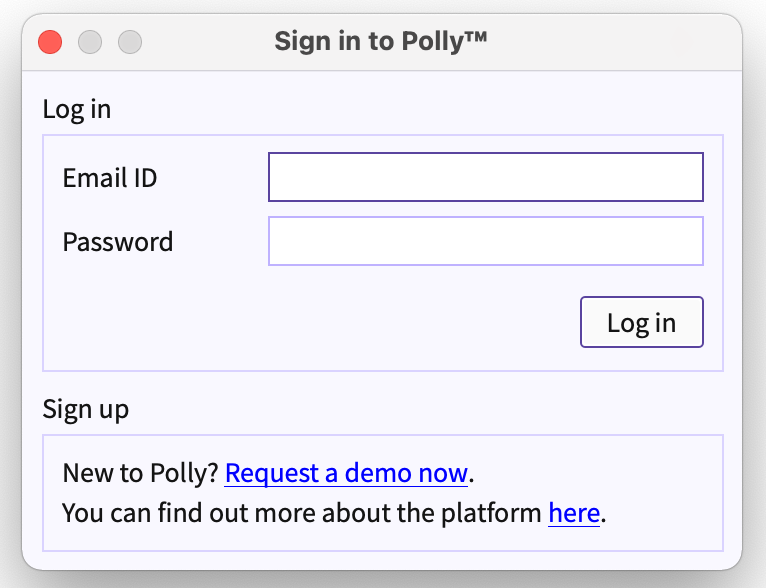 Sign in to Polly™
Log in
Email ID
Password
Log in
Sign up
New to Polly? Request a demo now.
You can find out more about the platform here.